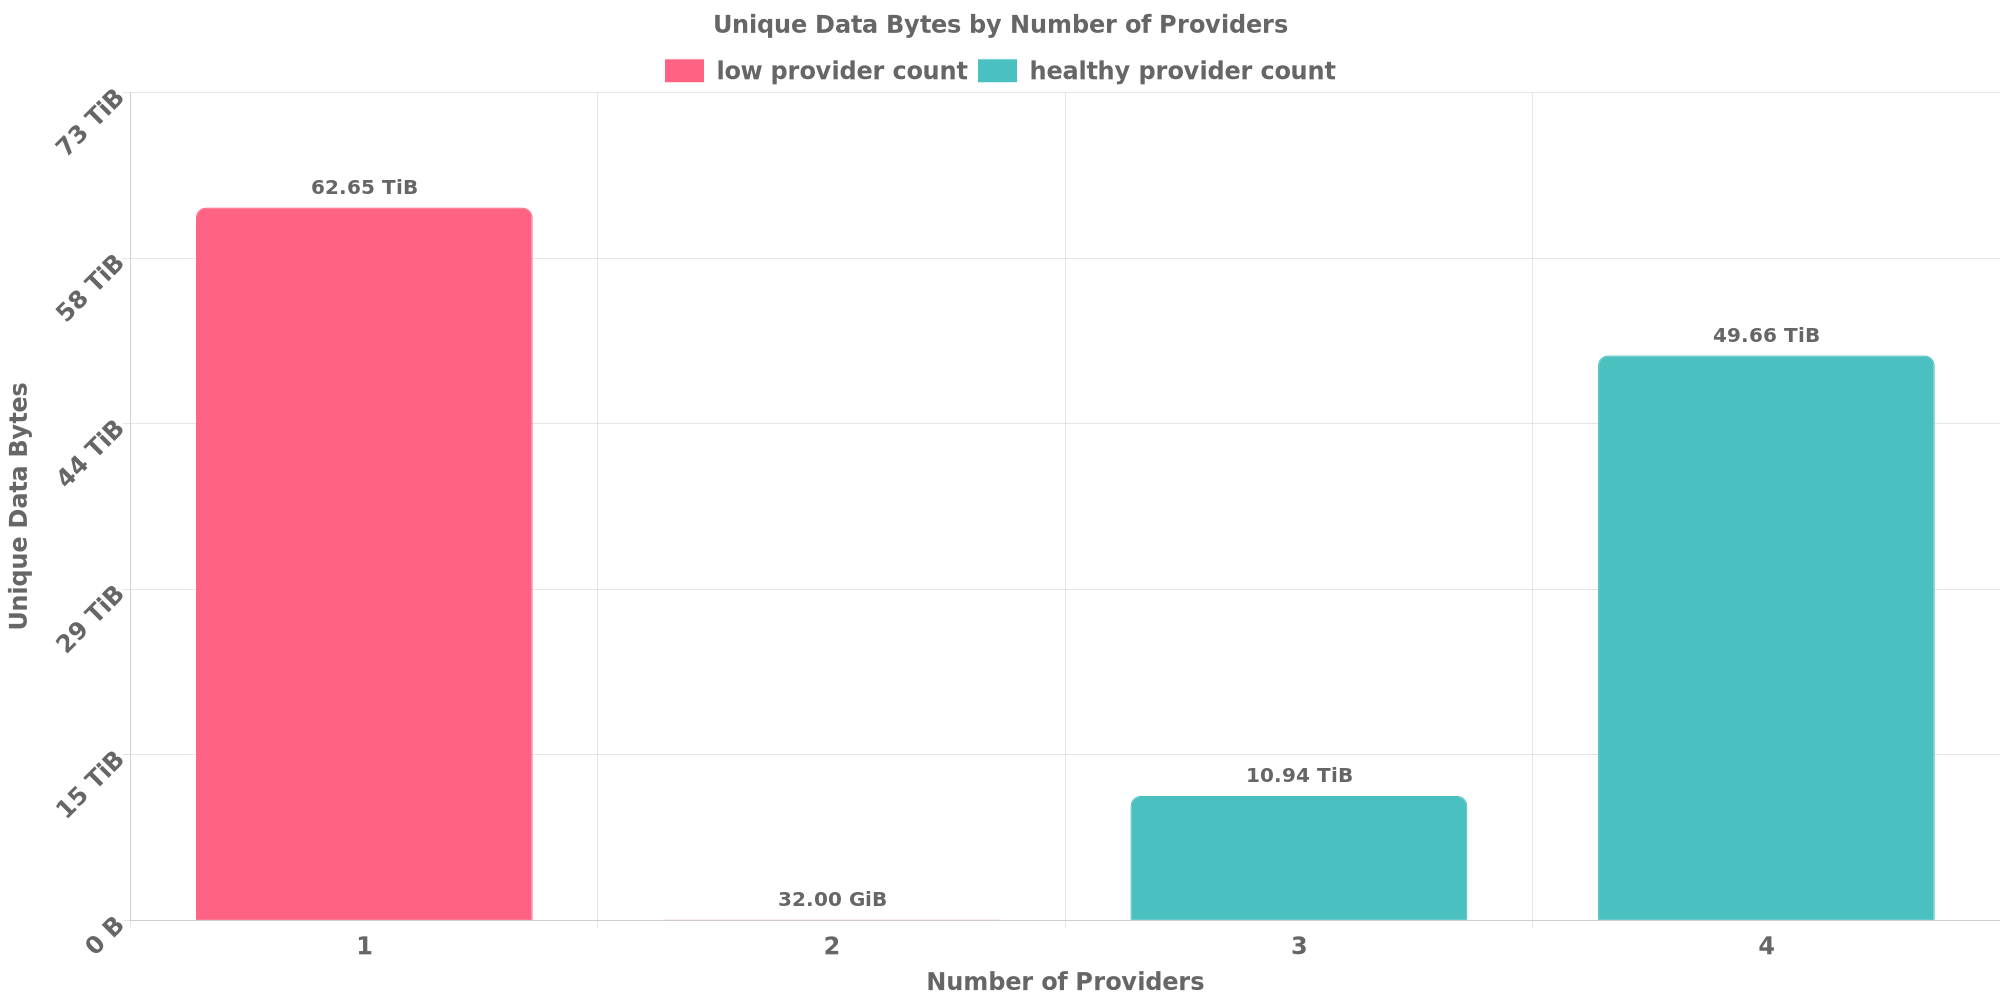 Unique Data Bytes by Number of Providers
low provider count healthy provider count
73 TiB
58 TiB
44 TiB
29 TiB
15 TiB
0 B
Unique Data Bytes
62.65 TiB
32.00 GiB
10.94 TiB
49.66 TiB
1 2 3 4
Number of Providers